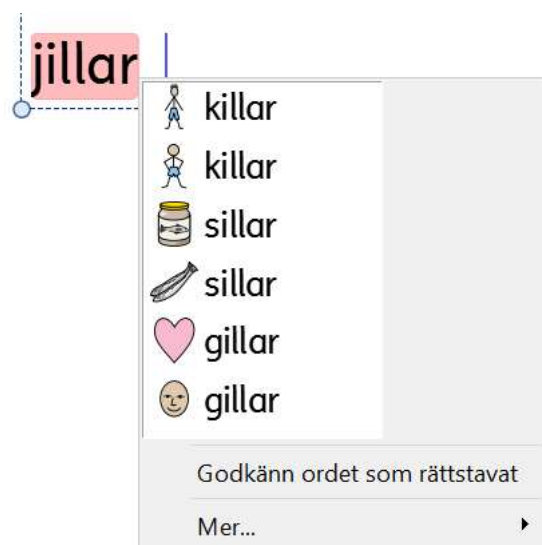 jillar
killar
killar
sillar
sillar
gillar
gillar
Godkänn ordet som rättstavat
Mer...